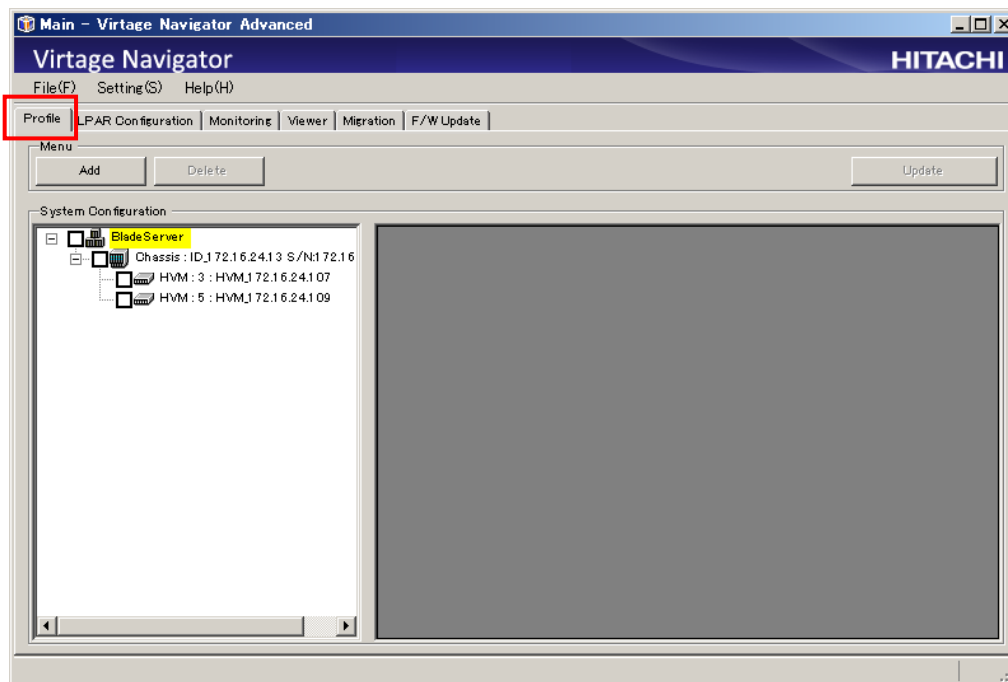 Main - Virtage Navigator Advanced
Virtage Navigator HITACHI
File(F) Setting(S) Help(H)
Profile LPAR Configuration Monitoring Viewer Migration F/W Update
Menu
Add Delete Update
System Configuration
BladeServer
Chassis : ID_172.16.24.13 S/N:172.16
HVM : 3 : HVM_172.16.24.107
HVM : 5 : HVM_172.16.24.109